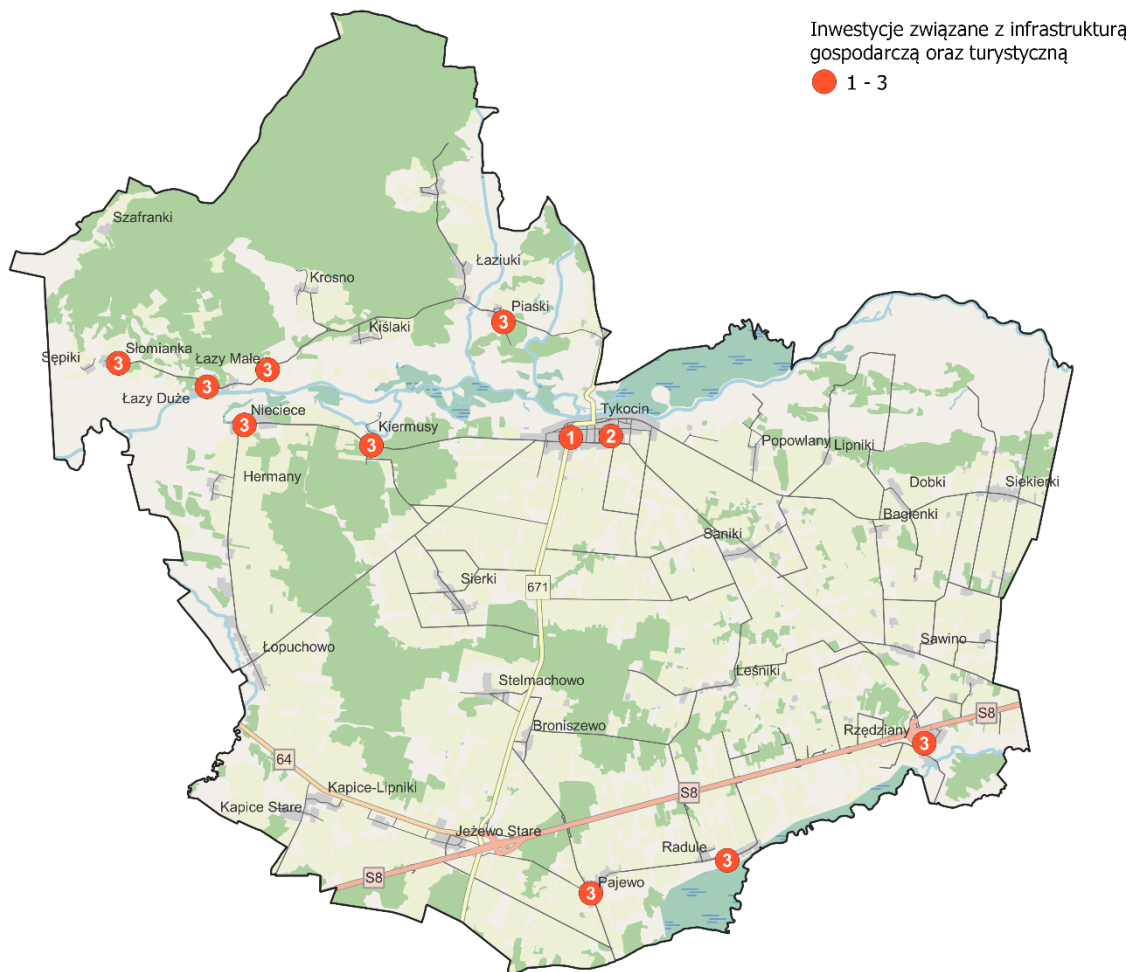 Inwestycje związane z infrastrukturą
gospodarczą oraz turystyczną
1 - 3
Szafranki
Łaziuki
Krosno
Piaski
3
Kiślaki
Słomianka
Sępiki
3
Łazy Małe
3
3
Łazy Duże
Nieciece
3
Kiermusy
3
Tykocin
1
2
Popowlany
Lipniki
Hermany
Dobki
Siekierki
Bagienki
Saniki
Sierki
671
Sawino
Łopuchowo
Leśniki
Stelmachowo
Broniszewo
S8
Rzędziany
3
64
Kapice-Lipniki
S8
Kapice Stare
Jeżewo Stare
Radule
3
S8
Pajewo
3